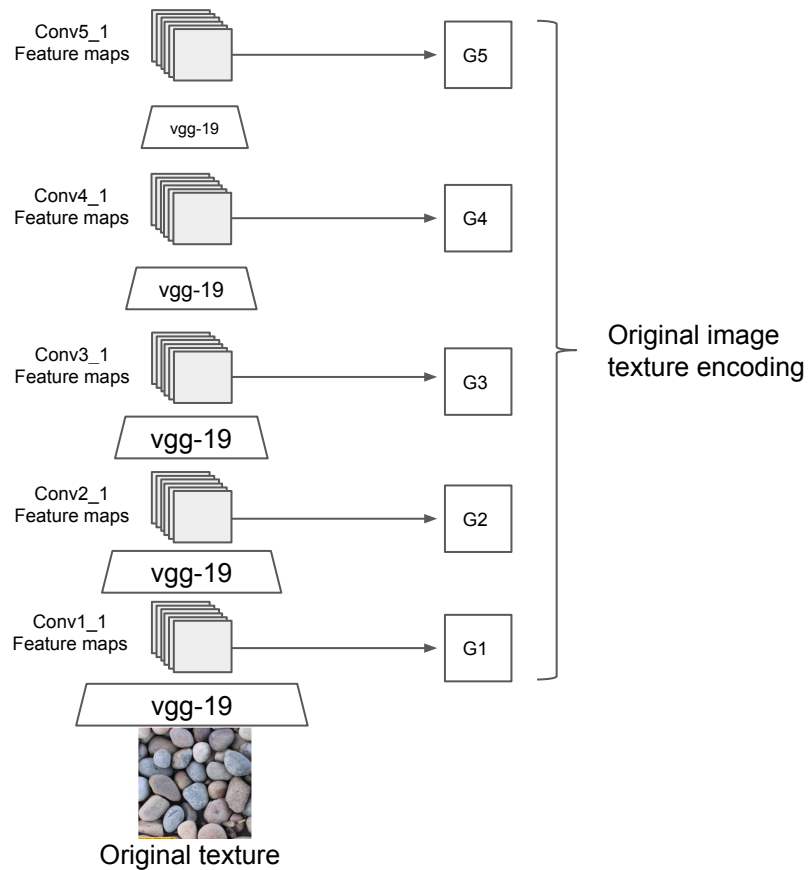 Conv5_1
Feature maps
G5
vgg-19
Conv4_1
Feature maps
G4
vgg-19
Conv3_1
Feature maps
G3
Original image
texture encoding
vgg-19
Conv2_1
Feature maps
G2
vgg-19
Conv1_1
Feature maps
G1
vgg-19
Original texture